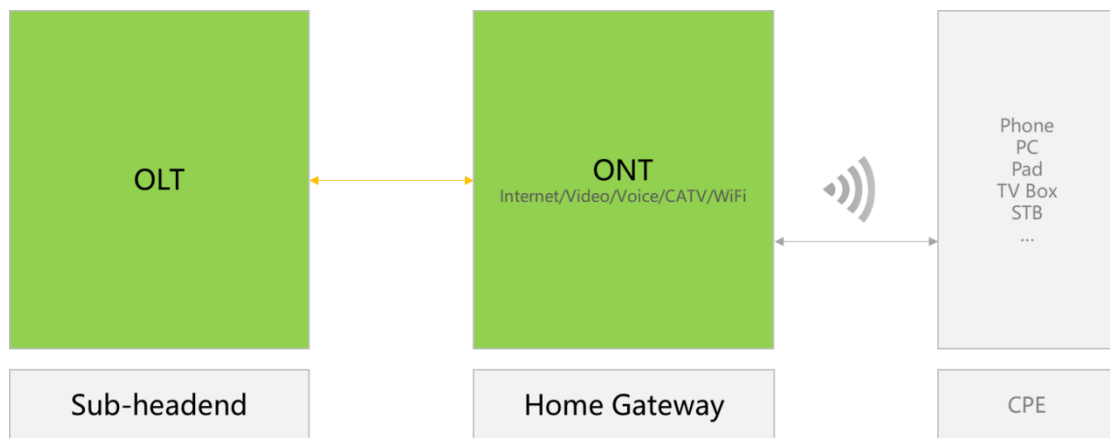 OLT
ONT
Internet/Video/Voice/CATV/WiFi
Phone
PC
Pad
TV Box
STB
...
Sub-headend
Home Gateway
CPE